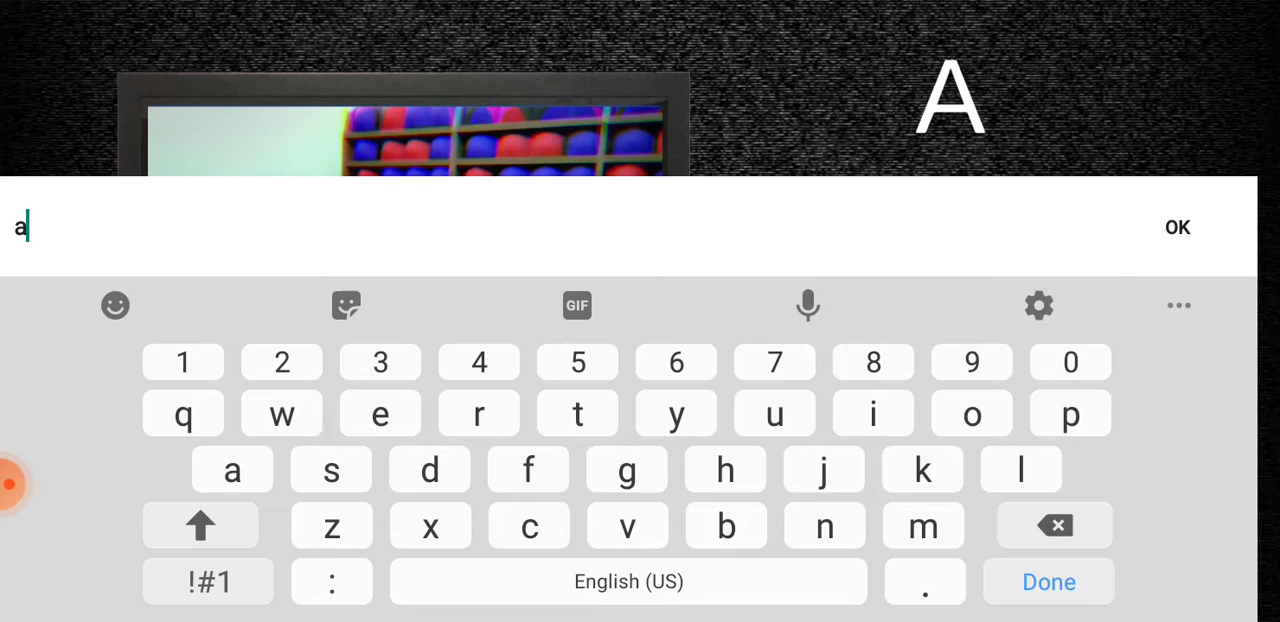 A
a
OK
GIF
1 2 3 4 5 6 7 8 9 0
q w e r t y u i o p
a s d f g h j k l
z x c v b n m
!#1 : English (US) . Done